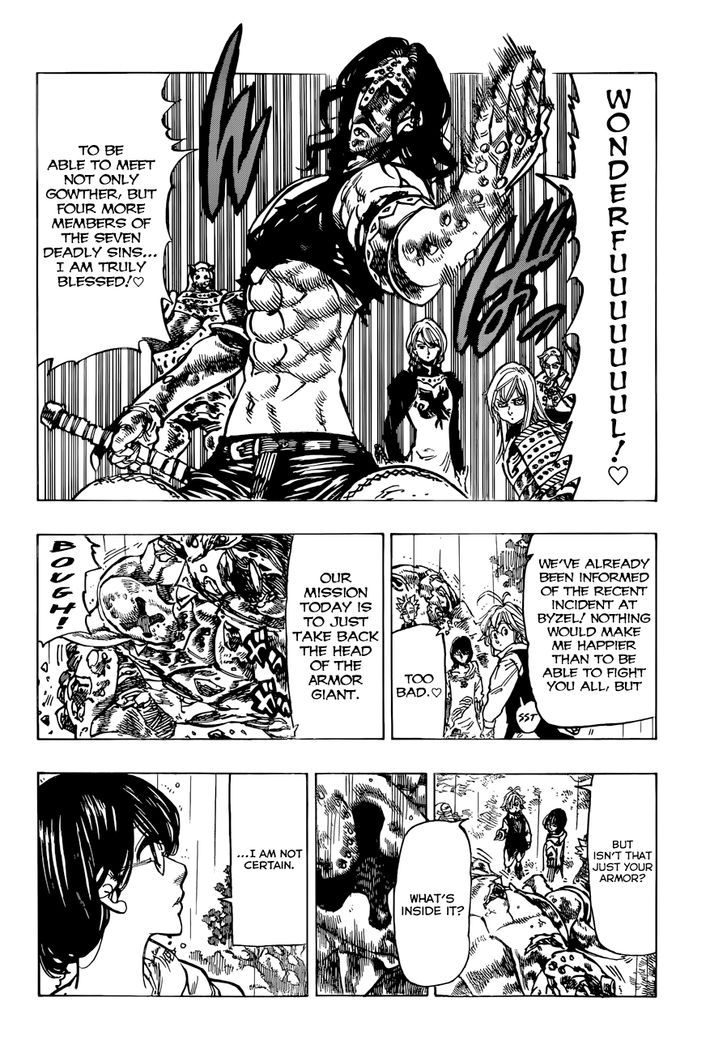 WONDERFUUUUUUUUUL!♡
TO BE
ABLE TO MEET
NOT ONLY
GOWTHER, BUT
FOUR MORE
MEMBERS OF
THE SEVEN
DEADLY SINS...
I AM TRULY
BLESSED!♡
バッ
WE'VE ALREADY
BEEN INFORMED
OF THE RECENT
INCIDENT AT
BYZEL! NOTHING
WOULD MAKE
ME HAPPIER
THAN TO BE
ABLE TO FIGHT
YOU ALL, BUT
SST
TOO
BAD.♡
OUR
MISSION
TODAY IS
TO JUST
TAKE BACK
THE HEAD
OF THE
ARMOR
GIANT.
BOUGH!
BUT
ISN'T THAT
JUST YOUR
ARMOR?
WHAT'S
INSIDE IT?
...I AM NOT
CERTAIN.